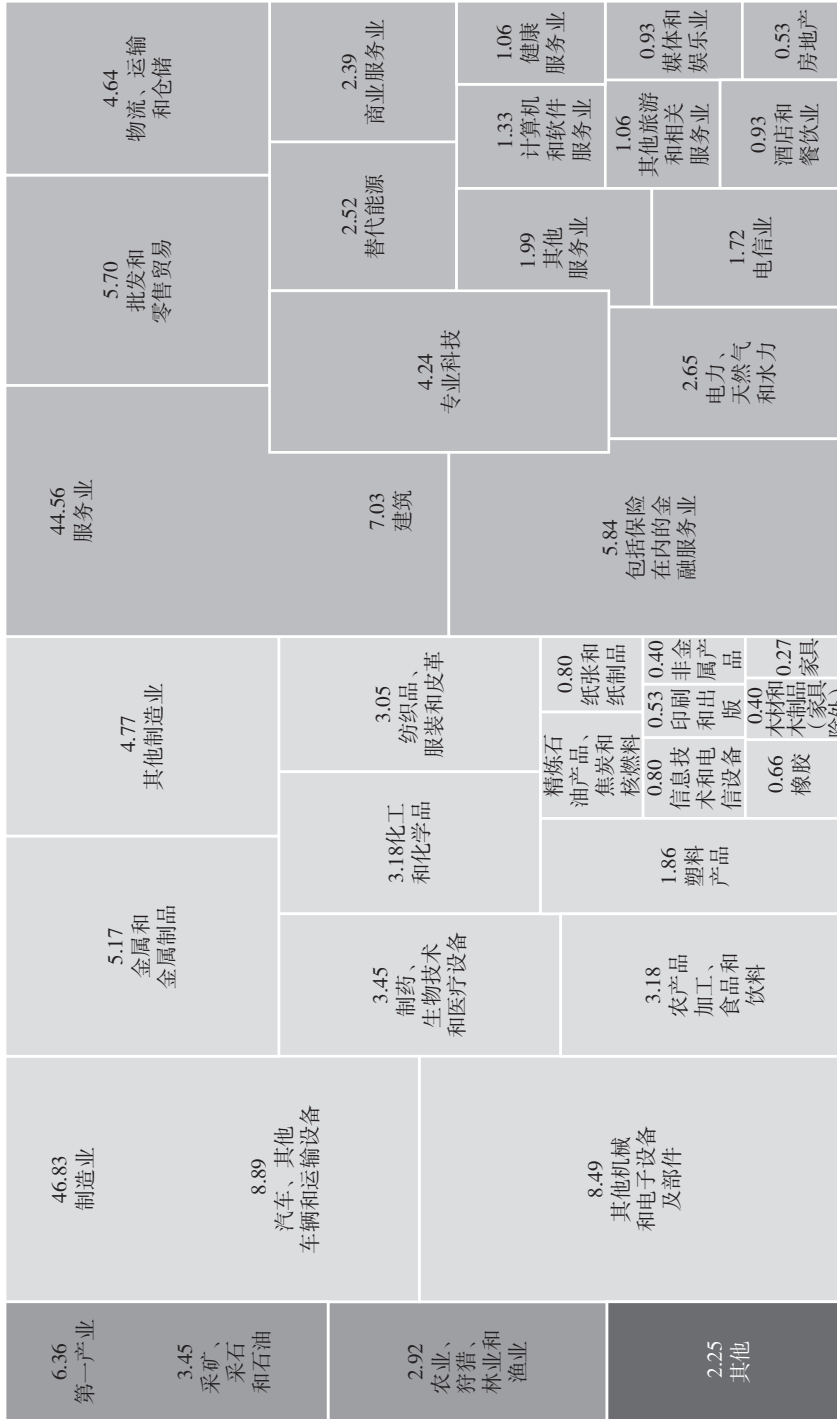 6.36
第一产业
3.45
采矿、
采石
和石油
2.92
农业、
狩猎、
林业和
渔业
2.25
其他
46.83
制造业
8.89
汽车、其他
车辆和运输设备
8.49
其他机械
和电子设备
及部件
5.17
金属和
金属制品
4.77
其他制造业
3.45
制药、
生物技术
和医疗设备
3.18化工
和化学品
3.05
纺织品、
服装和皮革
3.18
农产品
加工、
食品和
饮料
1.86
塑料
产品
精炼石
油产品、
焦炭和
核燃料
0.80
纸张和
纸制品
0.80
信息技
术和电
信设备
0.53
印刷
和出
版
0.40
非金
属产
品
0.66
橡胶
0.40
木材和
木制品
（家具
除外）
0.27
家具
44.56
服务业
7.03
建筑
5.84
包括保险
在内的金
融服务业
5.70
批发和
零售贸易
4.64
物流、运输
和仓储
4.24
专业科技
2.65
电力、
天然气
和水力
2.52
替代能源
2.39
商业服务业
1.99
其他
服务业
1.72
电信业
1.33
计算机
和软件
服务业
1.06
健康
服务业
1.06
其他旅游
和相关
服务业
0.93
媒体和
娱乐业
0.93
酒店和
餐饮业
0.53
房地产